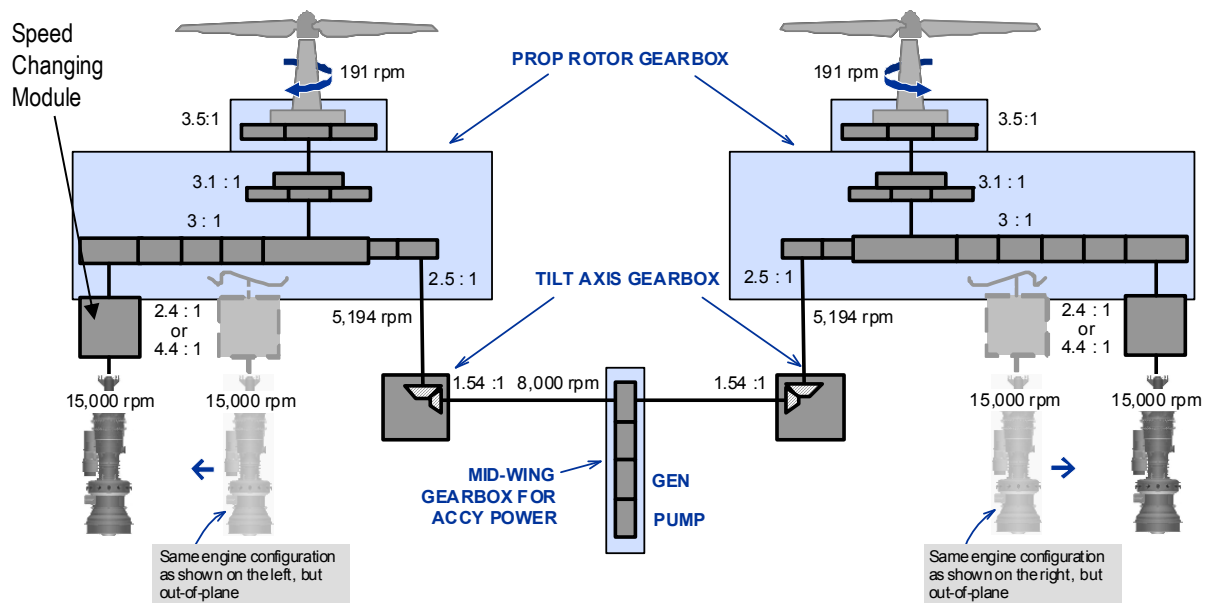 Speed
Changing
Module
191 rpm
PROP ROTOR GEARBOX
191 rpm
3.5:1
3.5:1
3.1 : 1
3.1 : 1
3 : 1
3 : 1
2.5 : 1
TILT AXIS GEARBOX
2.5 : 1
2.4 : 1
or
4.4 : 1
5,194 rpm
5,194 rpm
2.4 : 1
or
4.4 : 1
1.54 :1
8,000 rpm
1.54 :1
15,000 rpm
15,000 rpm
15,000 rpm
15,000 rpm
MID-WING
GEARBOX FOR
ACCY POWER
GEN
PUMP
Same engine configuration
as shown on the left, but
out-of-plane
Same engine configuration
as shown on the right, but
out-of-plane